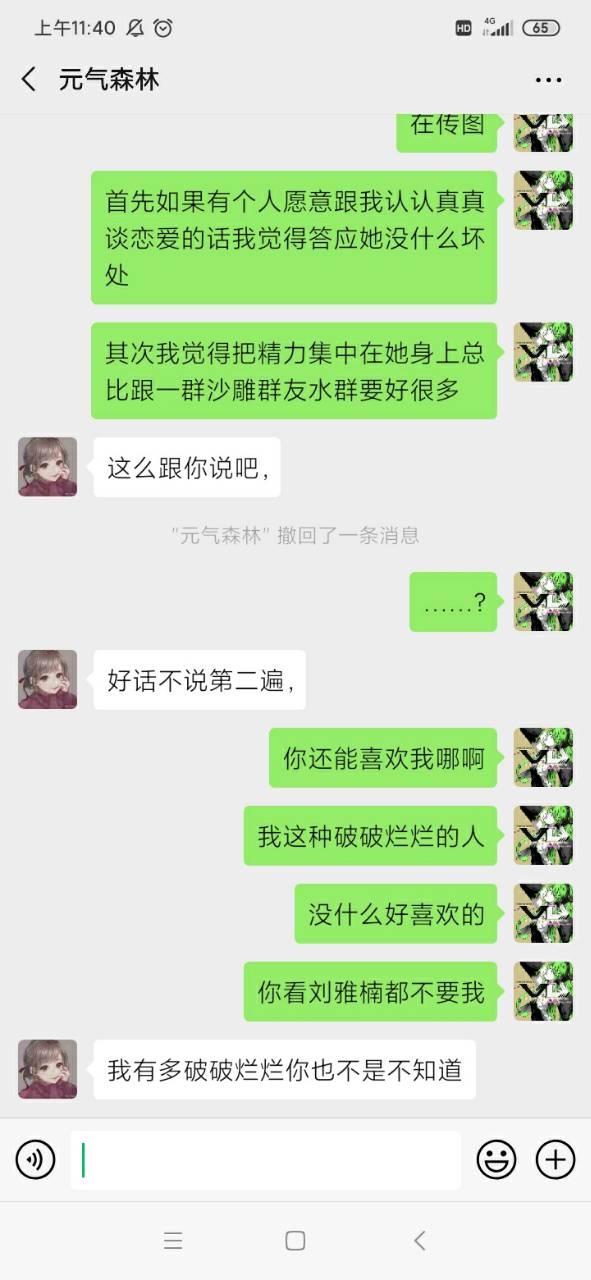 上午11:40
HD
4G
65
元气森林
在传图
首先如果有个人愿意跟我认认真真
谈恋爱的话我觉得答应她没什么坏
处
其次我觉得把精力集中在她身上总
比跟一群沙雕群友水群要好很多
这么跟你说吧,
“元气森林” 撤回了一条消息
......?
好话不说第二遍,
你还能喜欢我哪啊
我这种破破烂烂的人
没什么好喜欢的
你看刘雅楠都不要我
我有多破破烂烂你也不是不知道